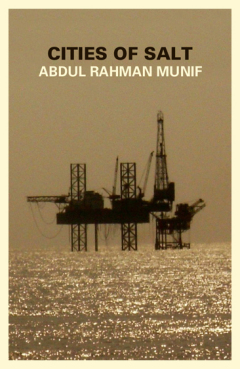 CITIES OF SALT
ABDUL RAHMAN MUNIF